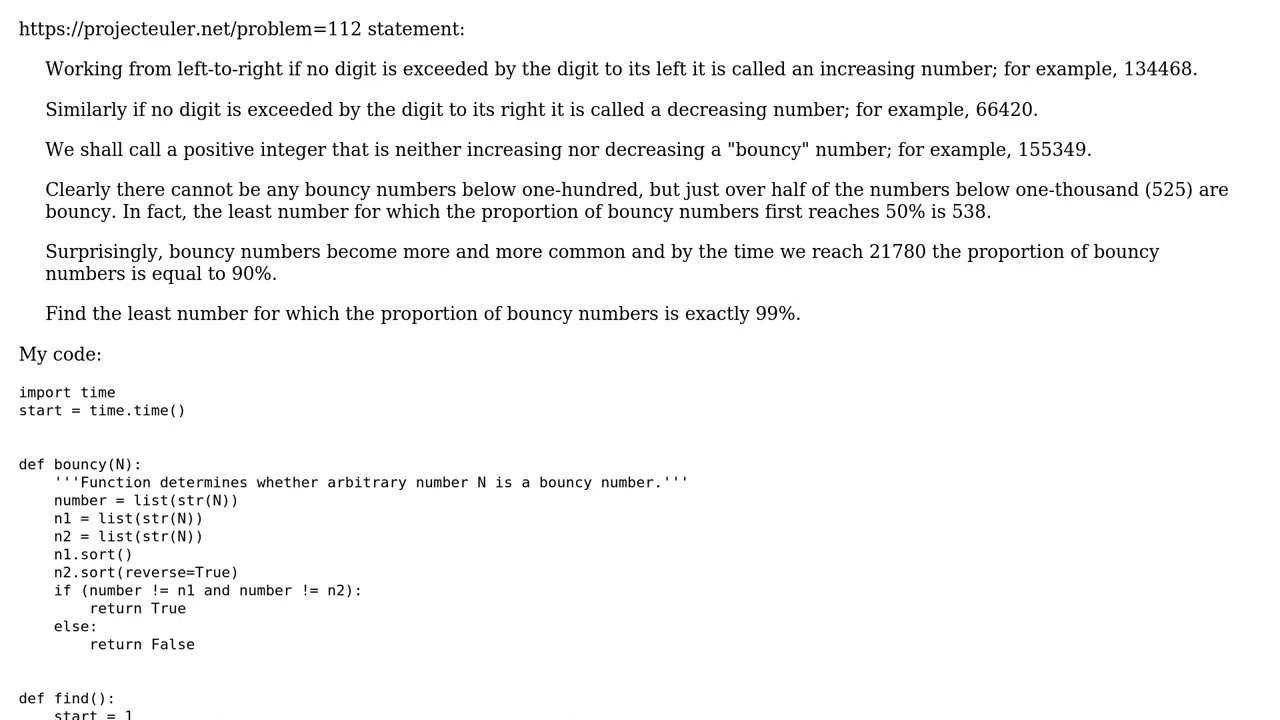 https://projecteuler.net/problem=112 statement:
Working from left-to-right if no digit is exceeded by the digit to its left it is called an increasing number; for example, 134468.
Similarly if no digit is exceeded by the digit to its right it is called a decreasing number; for example, 66420.
We shall call a positive integer that is neither increasing nor decreasing a "bouncy" number; for example, 155349.
Clearly there cannot be any bouncy numbers below one-hundred, but just over half of the numbers below one-thousand (525) are
bouncy. In fact, the least number for which the proportion of bouncy numbers first reaches 50% is 538.
Surprisingly, bouncy numbers become more and more common and by the time we reach 21780 the proportion of bouncy
numbers is equal to 90%.
Find the least number for which the proportion of bouncy numbers is exactly 99%.
My code:
import time
start = time.time()
def bouncy(N):
    '''Function determines whether arbitrary number N is a bouncy number.'''
    number = list(str(N))
    n1 = list(str(N))
    n2 = list(str(N))
    n1.sort()
    n2.sort(reverse=True)
    if (number != n1 and number != n2):
        return True
    else:
        return False
def find():
    start = 1